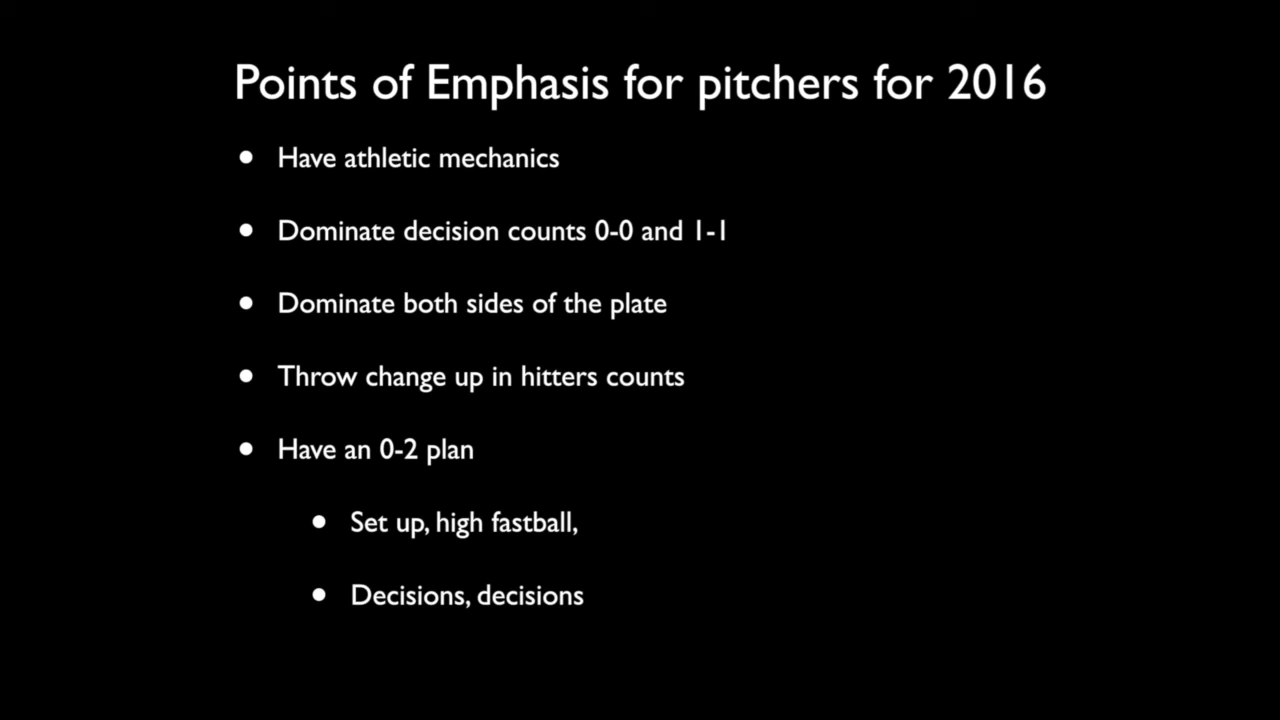 Points of Emphasis for pitchers for 2016
• Have athletic mechanics
• Dominate decision counts 0-0 and 1-1
• Dominate both sides of the plate
• Throw change up in hitters counts
• Have an 0-2 plan
• Set up, high fastball,
• Decisions, decisions